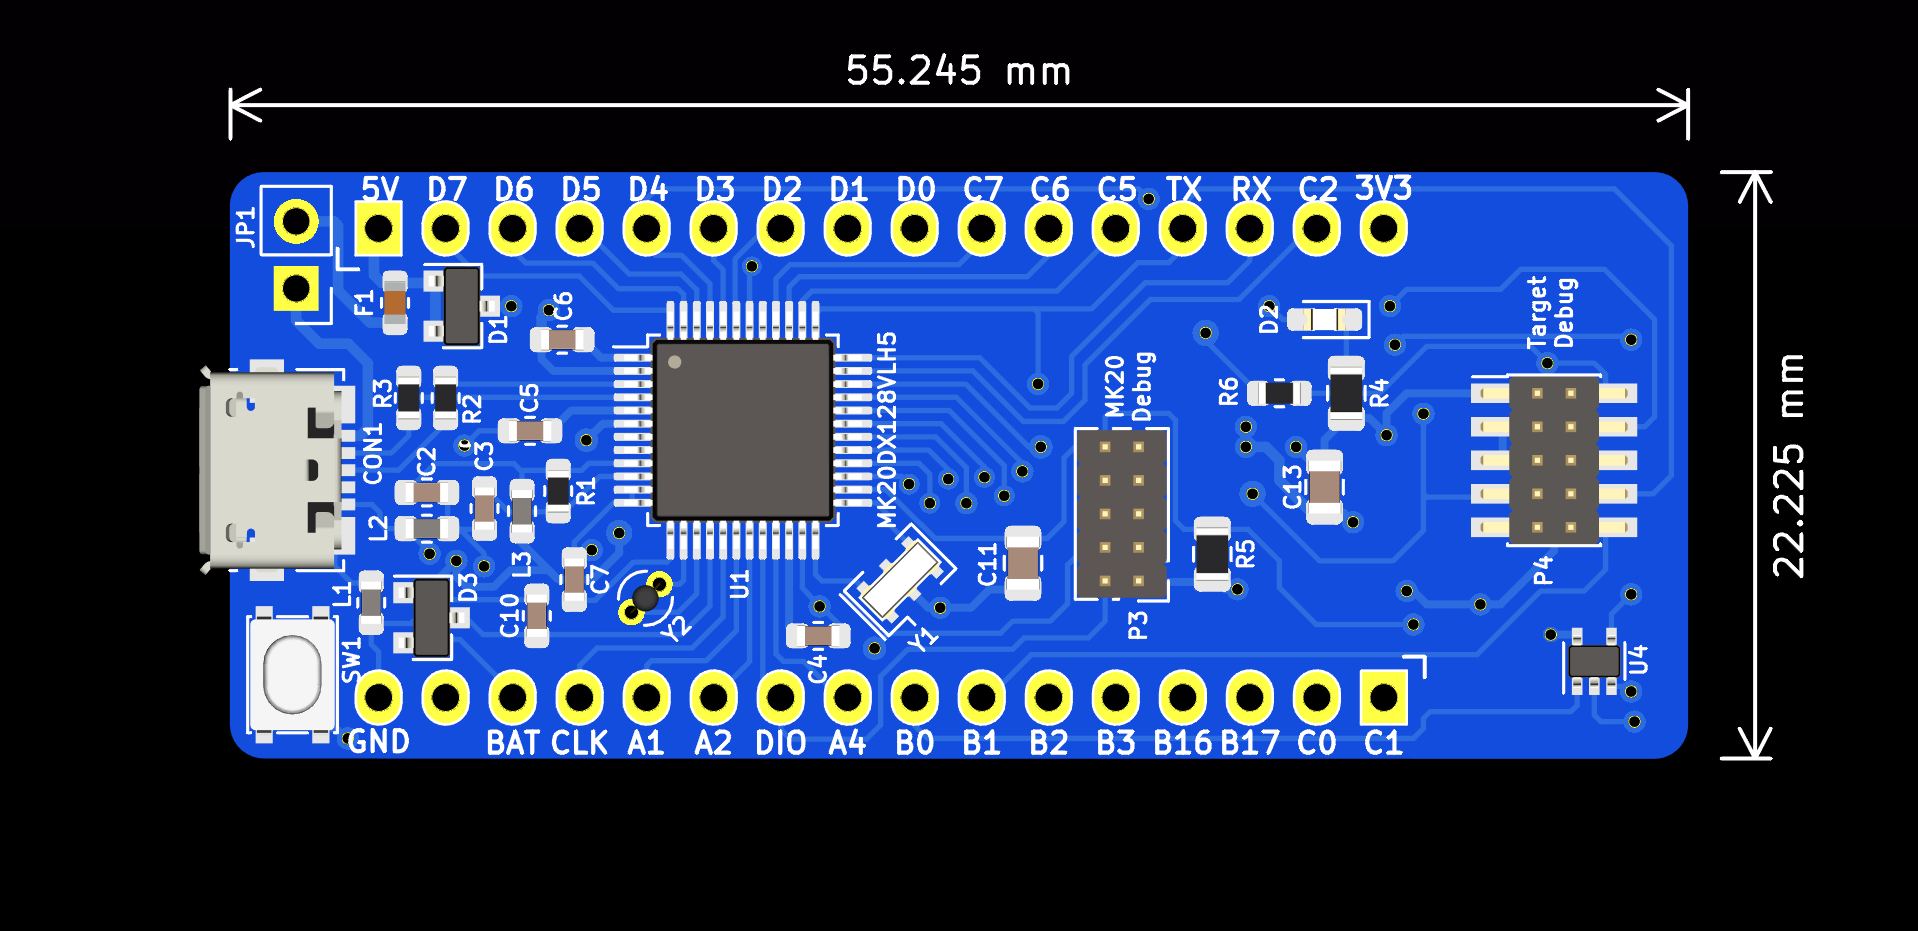 55.245 mm
22.225 mm
5V D7 D6 D5 D4 D3 D2 D1 D0 C7 C6 C5 TX RX C2 3V3
JP1
F1
D1
C6
D2
Target
Debug
MK20
Debug
R3
R2
C5
R6
R4
MK20DX128VLH5
CON1
C2
C3
R1
C13
L2
L3
C7
U1
C11
R5
P4
L1
D3
C10
Y2
Y1
P3
SW1
C4
U4
GND BAT CLK A1 A2 DIO A4 B0 B1 B2 B3 B16 B17 C0 C1